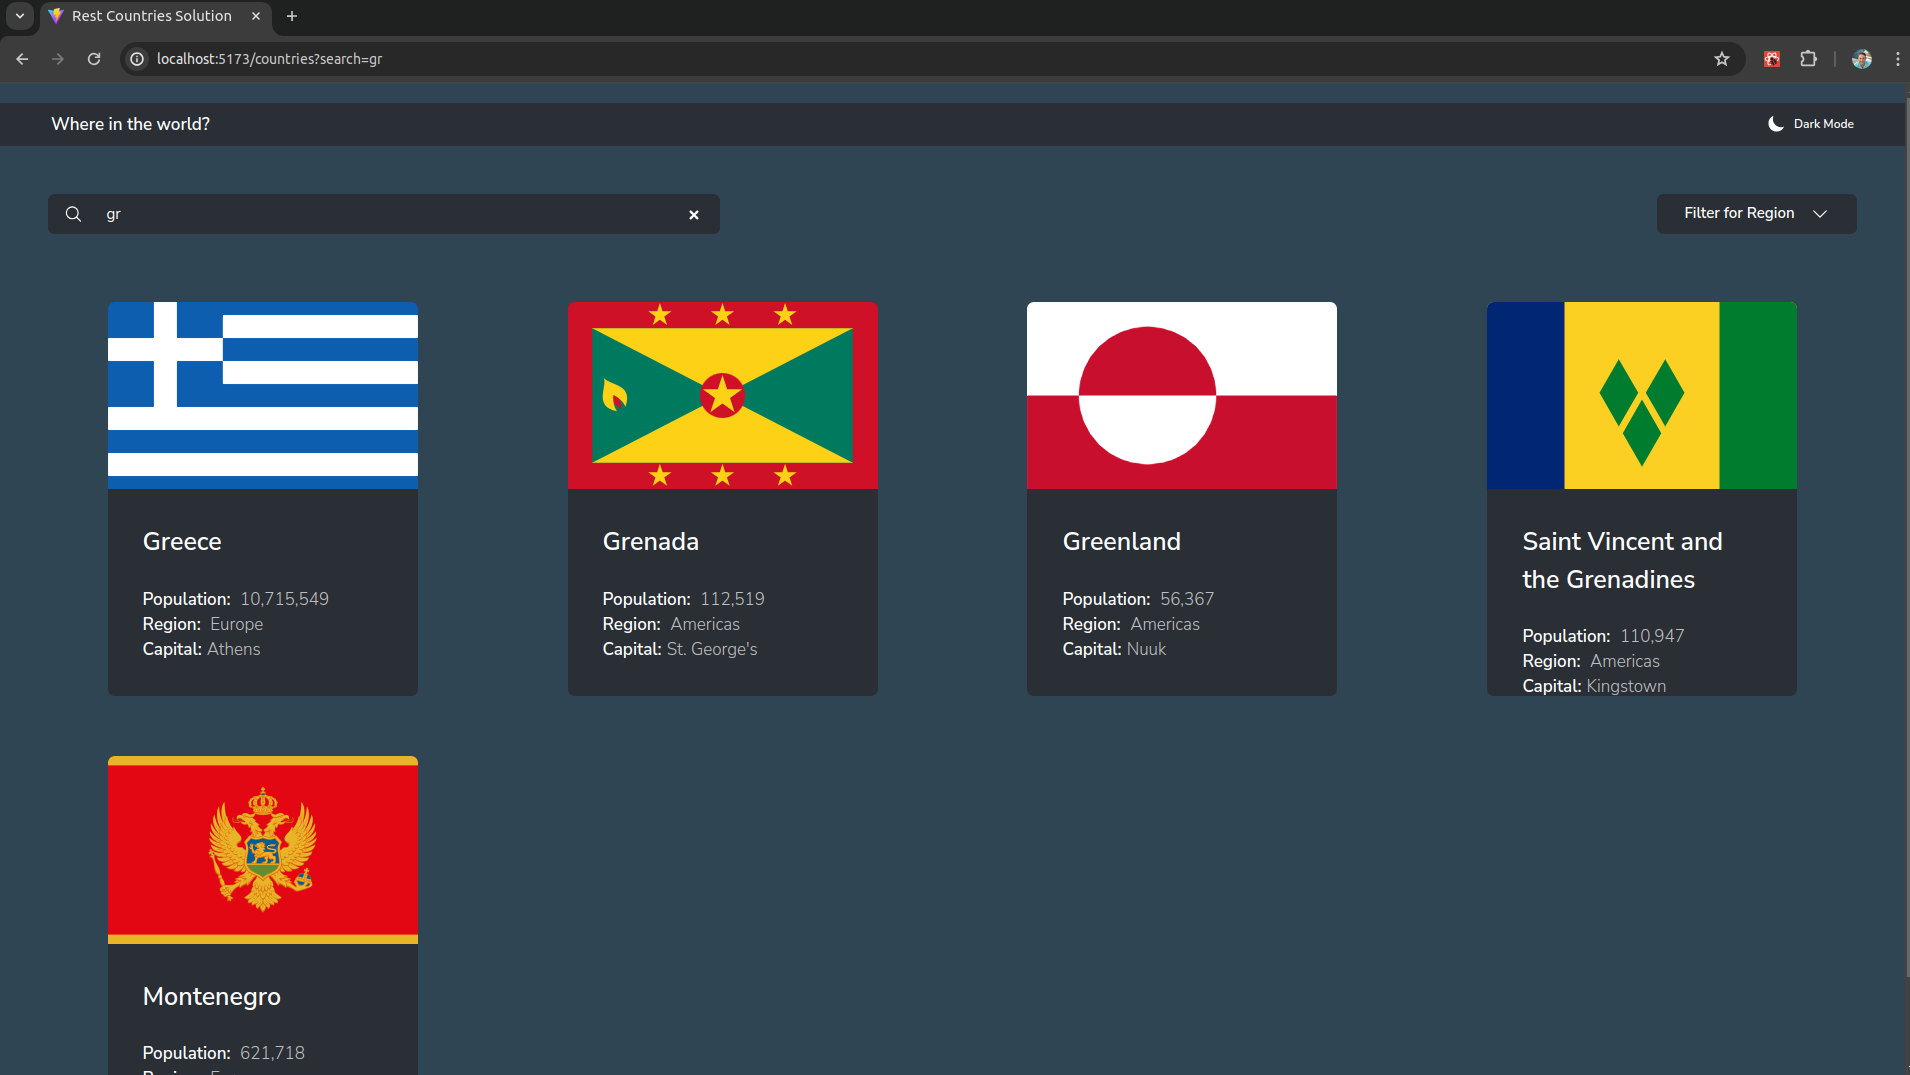 Rest Countries Solution
localhost:5173/countries?search=gr
Where in the world?
Dark Mode
gr
Filter for Region
Greece
Population: 10,715,549
Region: Europe
Capital: Athens
Grenada
Population: 112,519
Region: Americas
Capital: St. George's
Greenland
Population: 56,367
Region: Americas
Capital: Nuuk
Saint Vincent and
the Grenadines
Population: 110,947
Region: Americas
Capital: Kingstown
Montenegro
Population: 621,718